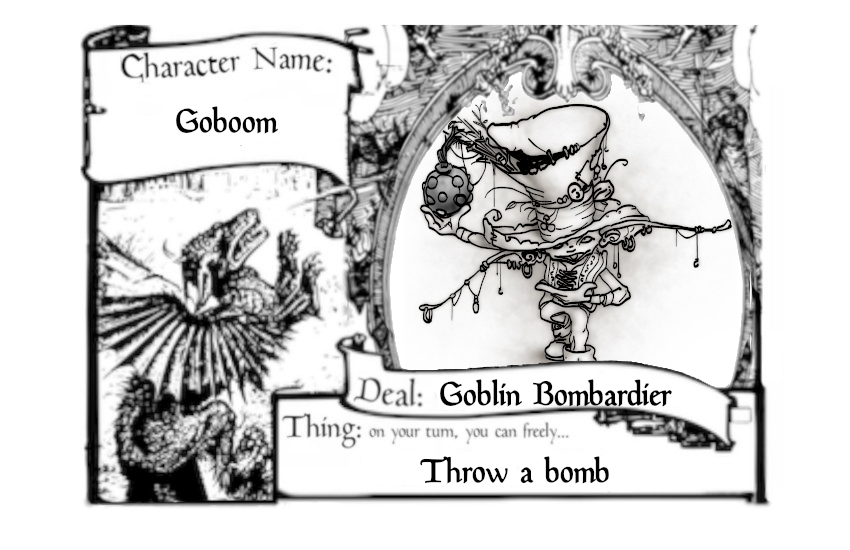 Character Name:
Goboom
Deal: Goblin Bombardier
Thing: on your turn, you can freely...
Throw a bomb